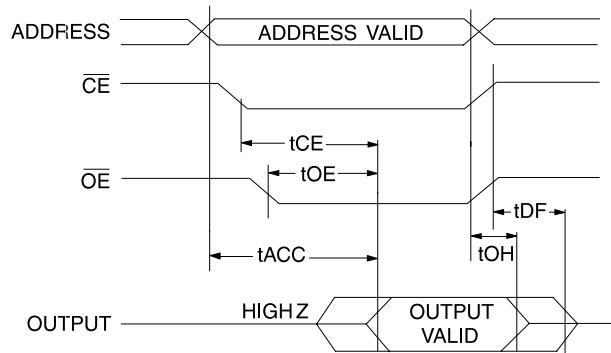 ADDRESS
ADDRESS VALID
CE
tCE
OE
tOE
tDF
tACC
tOH
OUTPUT
HIGH Z
OUTPUT
VALID